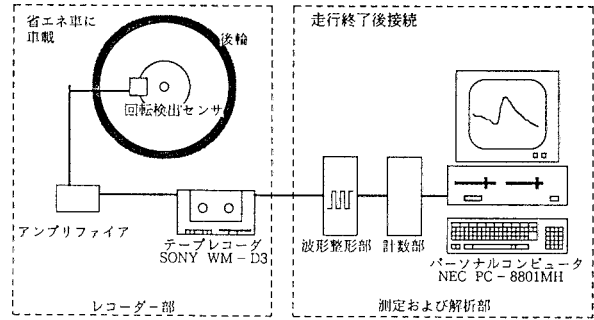 省エネ車に
車載
後輪
回転検出センサ
アンプリファイア
テープレコーダ
SONY WM－D3
レコーダー部
走行終了後接続
波形整形部
計数部
パーソナルコンピュータ
NEC PC－8801MH
測定および解析部